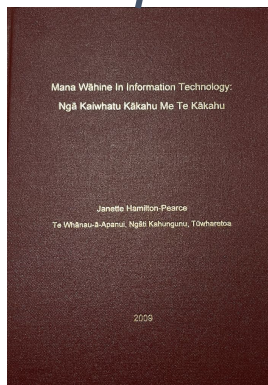 Mana Wāhine In Information Technology:
Ngā Kaiwhatu Kākahu Me Te Kākahu
Janette Hamilton-Pearce
Te Whānau-ā-Apanui, Ngāti Kahungunu, Tūwharetoa
2009